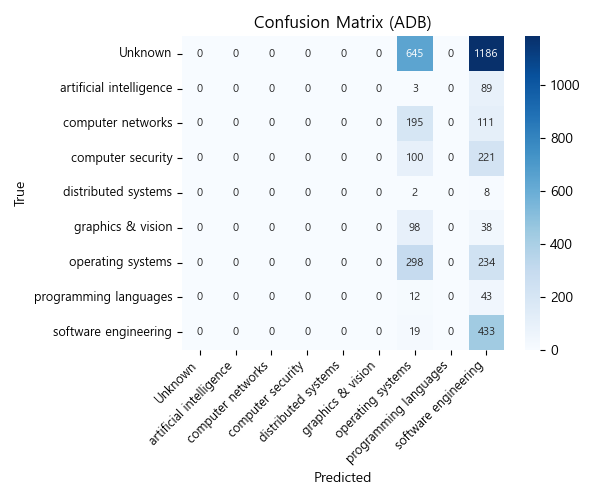 Confusion Matrix (ADB)
Unknown 0 0 0 0 0 0 645 0 1186
artificial intelligence 0 0 0 0 0 0 3 0 89
computer networks 0 0 0 0 0 0 195 0 111
computer security 0 0 0 0 0 0 100 0 221
distributed systems 0 0 0 0 0 0 2 0 8
graphics & vision 0 0 0 0 0 0 98 0 38
operating systems 0 0 0 0 0 0 298 0 234
programming languages 0 0 0 0 0 0 12 0 43
software engineering 0 0 0 0 0 0 19 0 433
True
Unknown
artificial intelligence
computer networks
computer security
distributed systems
graphics & vision
operating systems
programming languages
software engineering
Predicted
1000
800
600
400
200
0